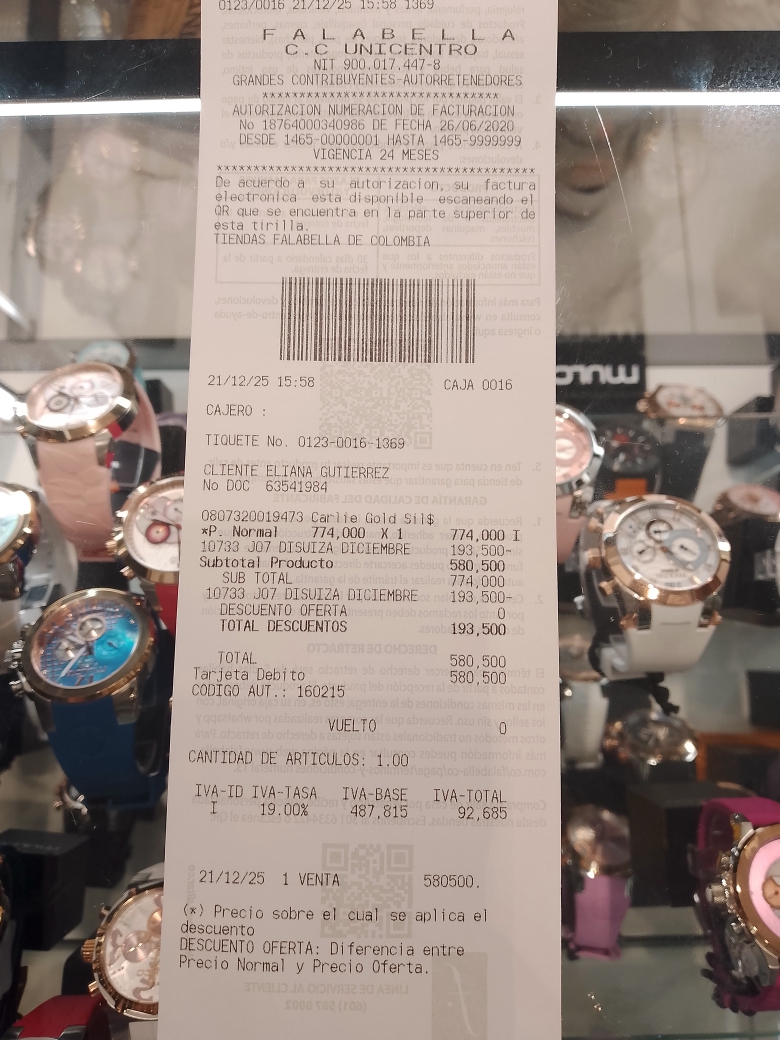 0123/0016 21/12/25 15:58 1369
F A L A B E L L A
C.C UNICENTRO
NIT 900.017.447-8
GRANDES CONTRIBUYENTES-AUTORRETENEDORES
AUTORIZACION NUMERACION DE FACTURACION
No 18764000340986 DE FECHA 26/06/2020
DESDE 1465-00000001 HASTA 1465-9999999
VIGENCIA 24 MESES
De acuerdo a su autorizacion, su factura
electronica esta disponible escaneando el
QR que se encuentra en la parte superior de
esta tirilla.
TIENDAS FALABELLA DE COLOMBIA
21/12/25 15:58 CAJA 0016
CAJERO :
TIQUETE No. 0123-0016-1369
CLIENTE ELIANA GUTIERREZ
No DOC 63541984
0807320019473 Carlie Gold Sil$
*P. Normal 774,000 X 1 774,000 I
10733 J07 DISUIZA DICIEMBRE 193,500-
Subtotal Producto 580,500
SUB TOTAL 774,000
10733 J07 DISUIZA DICIEMBRE 193,500-
DESCUENTO OFERTA 0
TOTAL DESCUENTOS 193,500
TOTAL 580,500
Tarjeta Debito 580,500
CODIGO AUT.: 160215
VUELTO 0
CANTIDAD DE ARTICULOS: 1.00
IVA-ID IVA-TASA IVA-BASE IVA-TOTAL
I 19.00% 487,815 92,685
21/12/25 1 VENTA 580500.
(*) Precio sobre el cual se aplica el
descuento
DESCUENTO OFERTA: Diferencia entre
Precio Normal y Precio Oferta.
MULCO